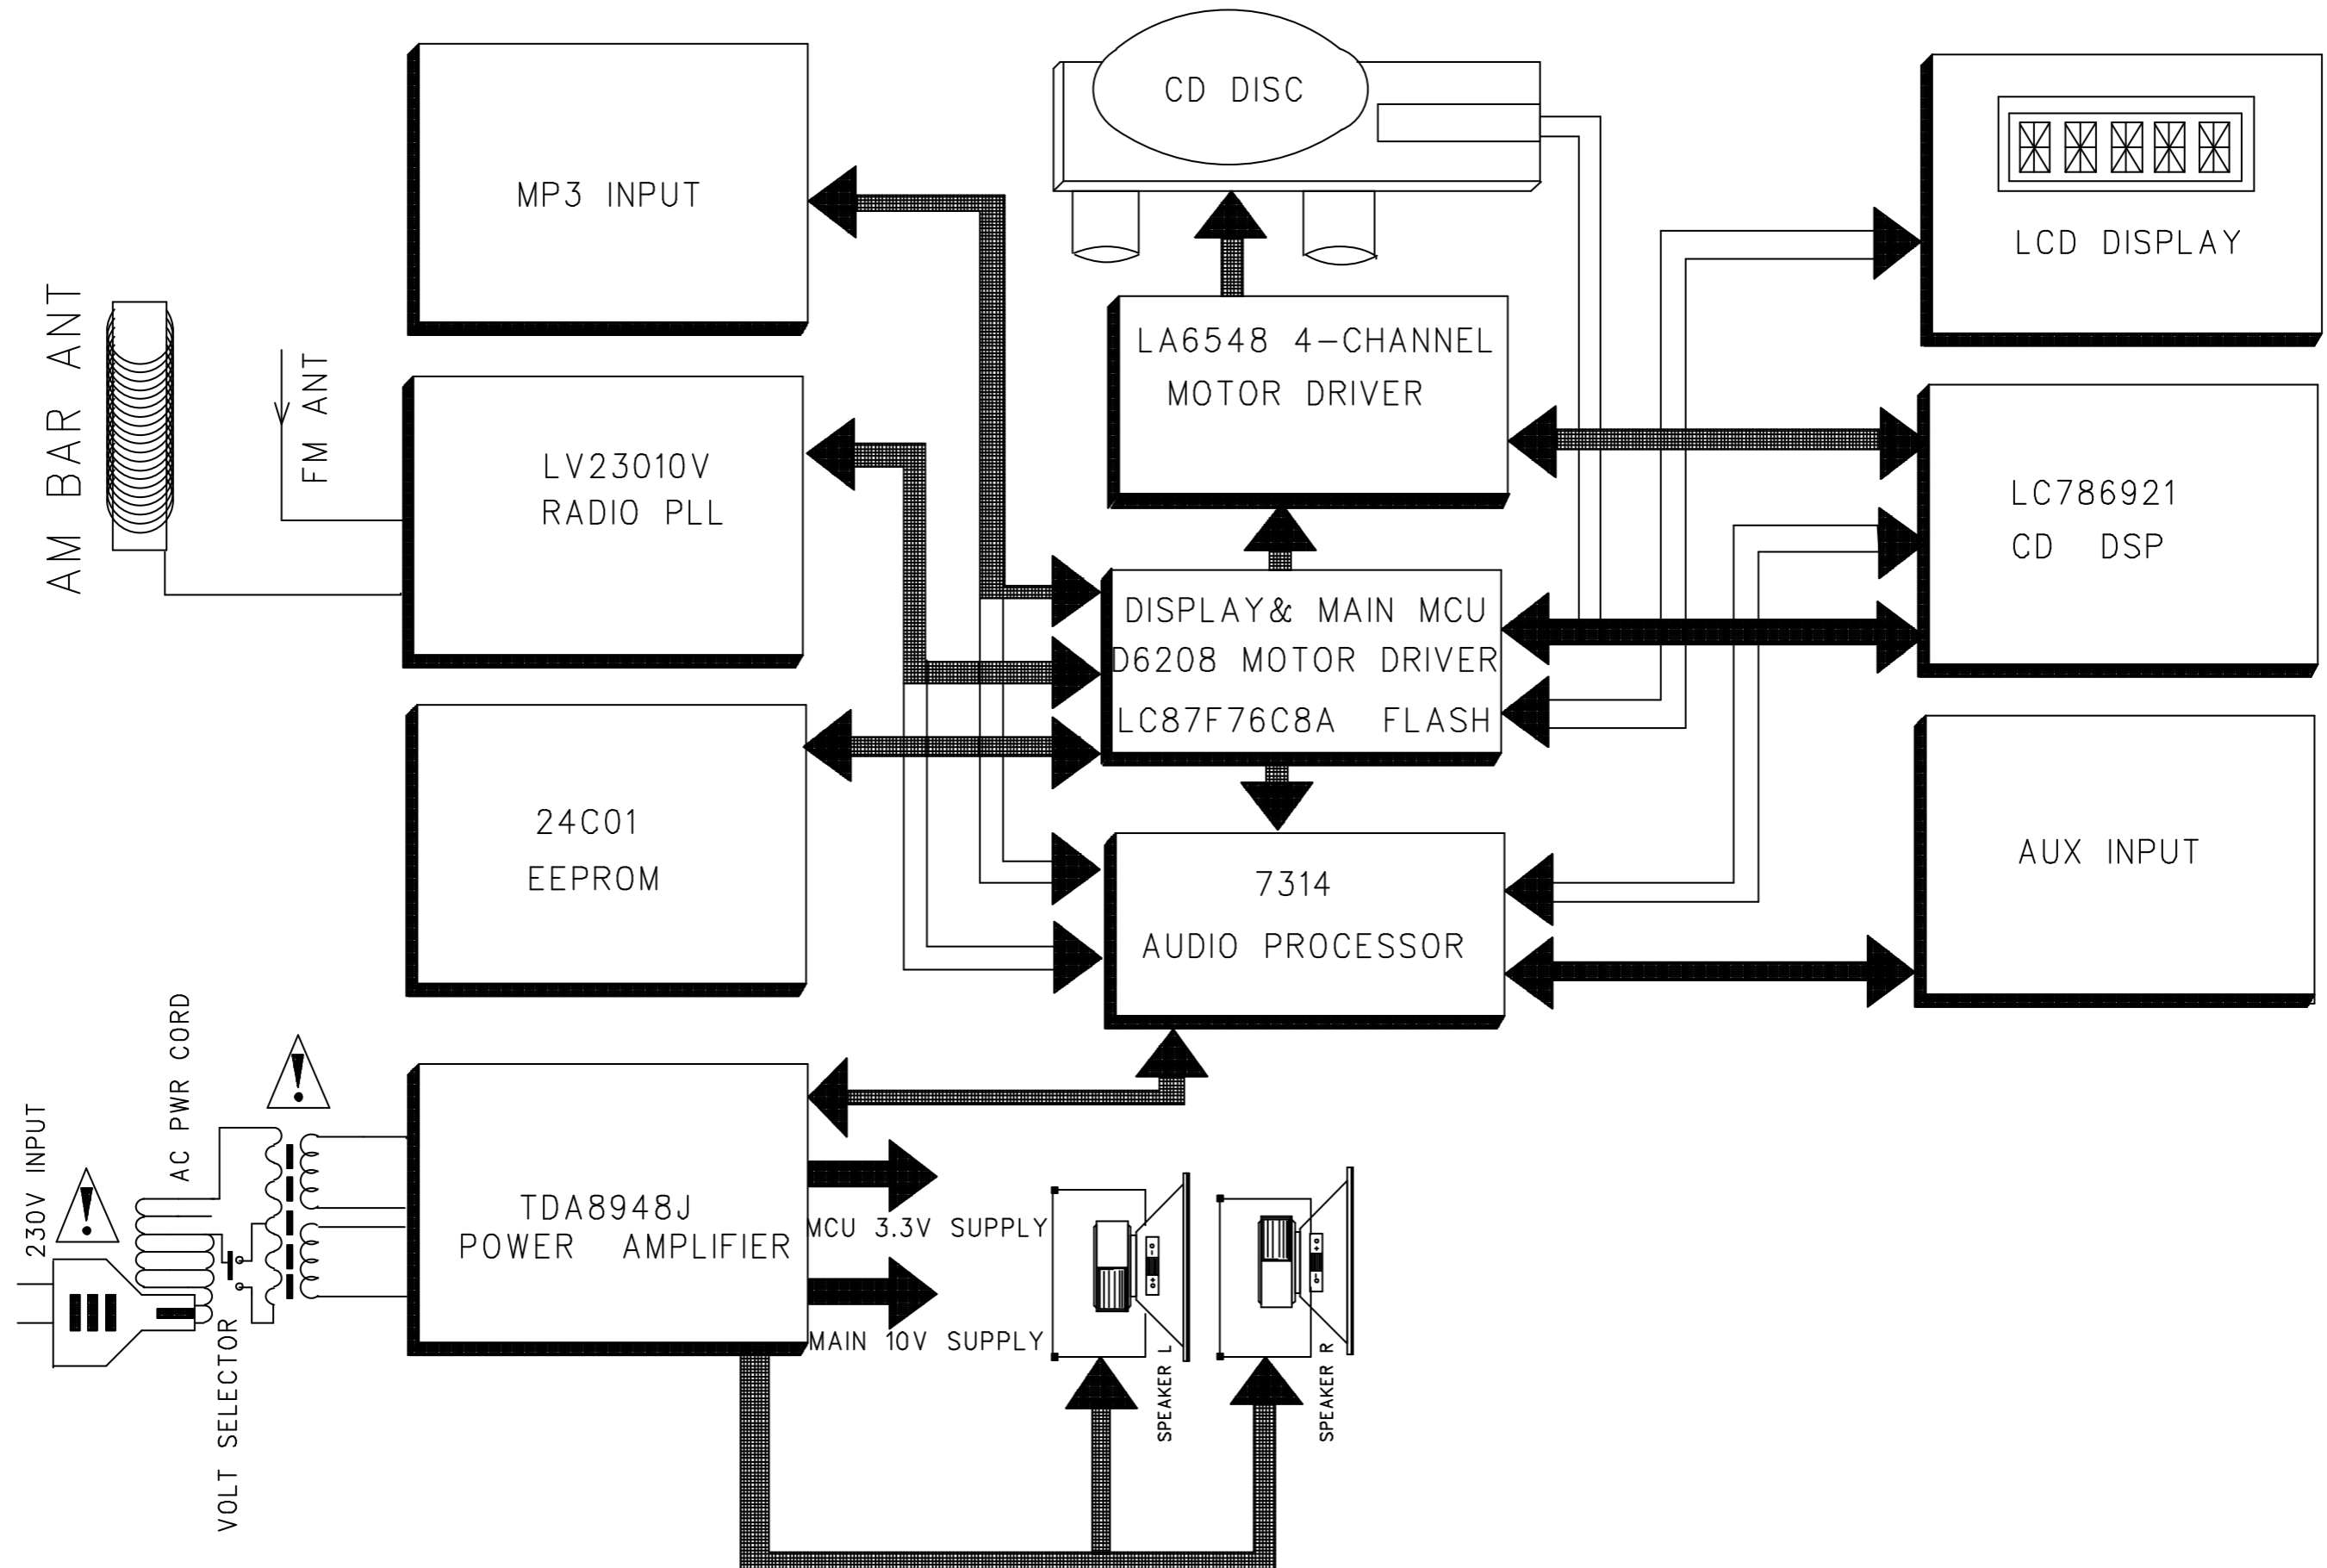 CD DISC
MP3 INPUT
LCD DISPLAY
AM BAR ANT
FM ANT
LA6548 4-CHANNEL
MOTOR DRIVER
LV23010V
RADIO PLL
LC786921
CD DSP
DISPLAY& MAIN MCU
D6208 MOTOR DRIVER
LC87F76C8A FLASH
24C01
EEPROM
7314
AUDIO PROCESSOR
AUX INPUT
230V INPUT
AC PWR CORD
VOLT SELECTOR
TDA8948J
POWER AMPLIFIER
MCU 3.3V SUPPLY
MAIN 10V SUPPLY
SPEAKER L
SPEAKER R